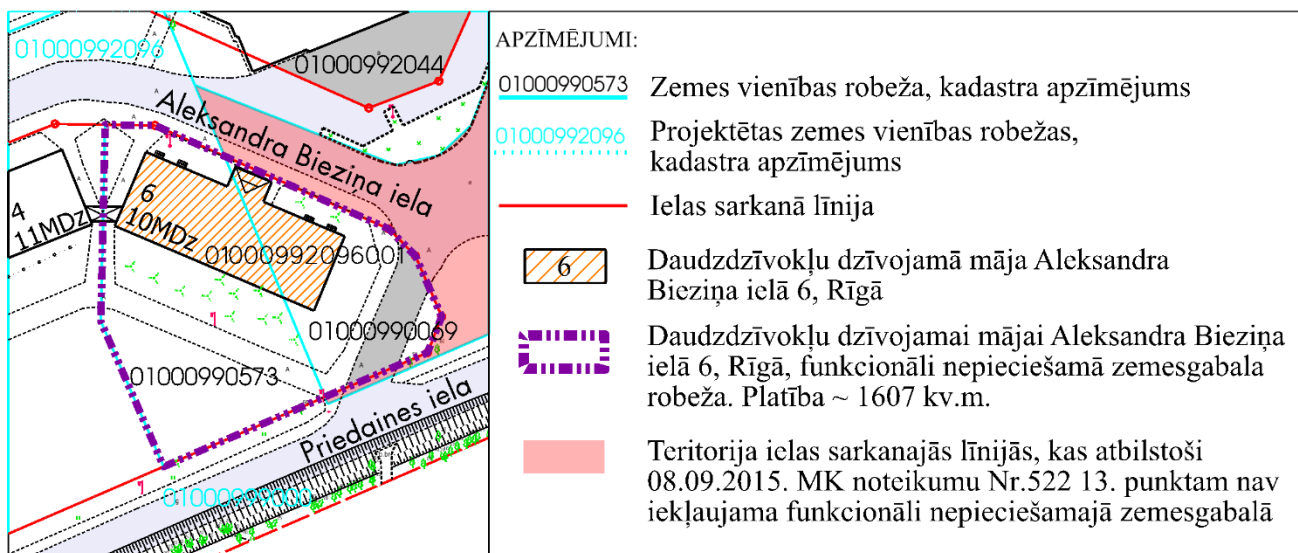 01000992096
01000992044
Aleksandra Bieziņa iela
4
11MDz
6
10MDz
01000992096001
01000990069
01000990573
Priedaines iela
01000999000
APZĪMĒJUMI:
01000990573
Zemes vienības robeža, kadastra apzīmējums
01000992096
Projektētas zemes vienības robežas,
kadastra apzīmējums
Ielas sarkanā līnija
6
Daudzdzīvokļu dzīvojamā māja Aleksandra
Bieziņa ielā 6, Rīgā
Daudzdzīvokļu dzīvojamai mājai Aleksandra Bieziņa
ielā 6, Rīgā, funkcionāli nepieciešamā zemesgabala
robeža. Platība ~ 1607 kv.m.
Teritorija ielas sarkanajās līnijās, kas atbilstoši
08.09.2015. MK noteikumu Nr.522 13. punktam nav
iekļaujama funkcionāli nepieciešamajā zemesgabalā